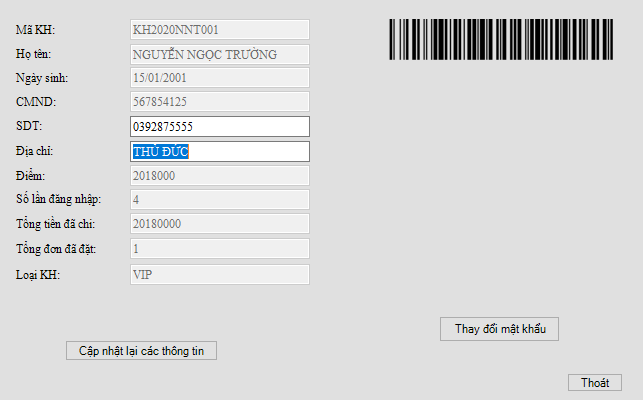 Mã KH: KH2020NNT001
Họ tên: NGUYỄN NGỌC TRƯỜNG
Ngày sinh: 15/01/2001
CMND: 567854125
SDT: 0392875555
Địa chỉ: THỦ ĐỨC
Điểm: 2018000
Số lần đăng nhập: 4
Tổng tiền đã chi: 20180000
Tổng đơn đã đặt: 1
Loại KH: VIP
Thay đổi mật khẩu
Cập nhật lại các thông tin
Thoát